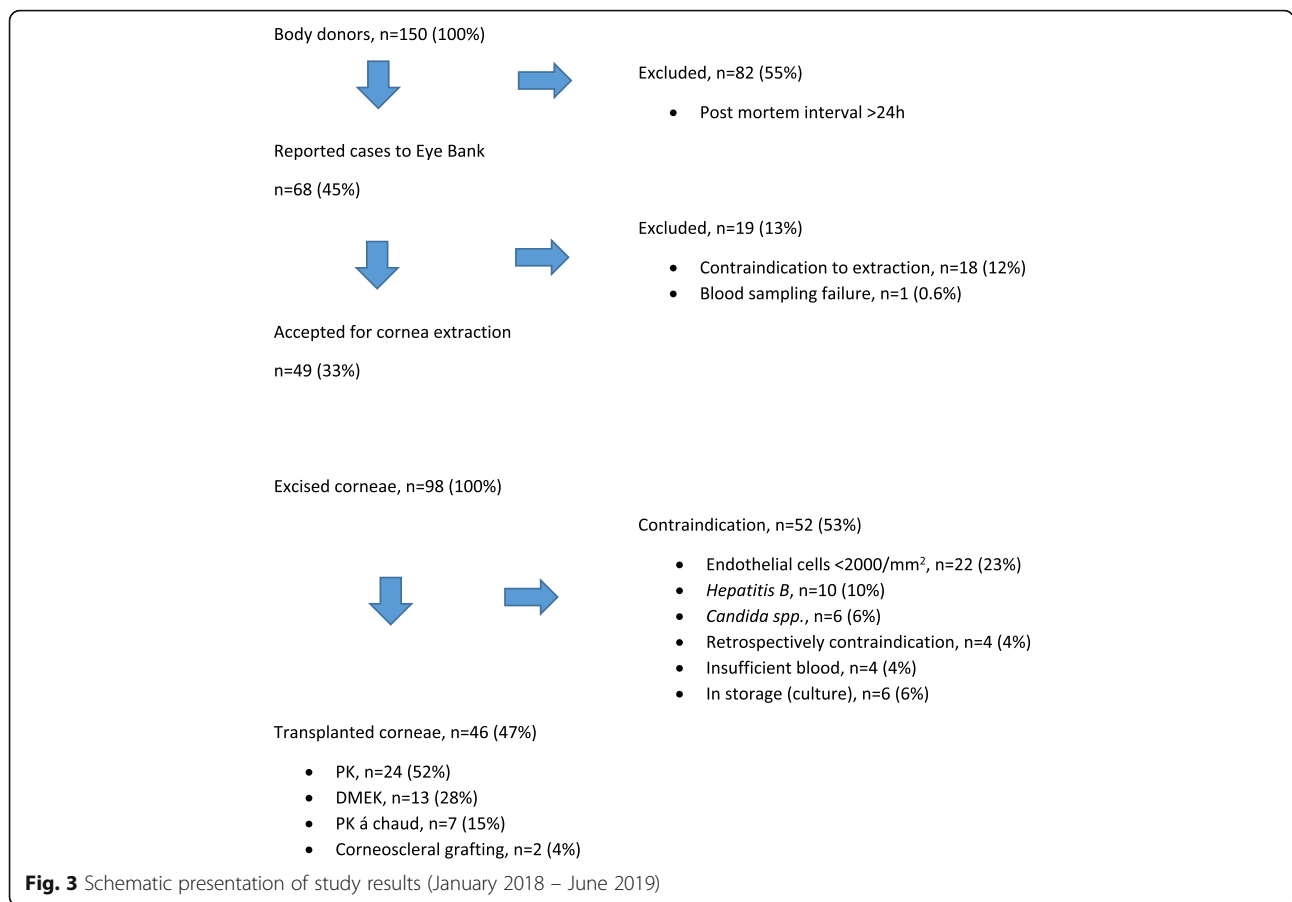 Body donors, n=150 (100%)
Excluded, n=82 (55%)
• Post mortem interval >24h
Reported cases to Eye Bank
n=68 (45%)
Excluded, n=19 (13%)
• Contraindication to extraction, n=18 (12%)
• Blood sampling failure, n=1 (0.6%)
Accepted for cornea extraction
n=49 (33%)
Excised corneae, n=98 (100%)
Contraindication, n=52 (53%)
• Endothelial cells <2000/mm², n=22 (23%)
• Hepatitis B, n=10 (10%)
• Candida spp., n=6 (6%)
• Retrospectively contraindication, n=4 (4%)
• Insufficient blood, n=4 (4%)
• In storage (culture), n=6 (6%)
Transplanted corneae, n=46 (47%)
• PK, n=24 (52%)
• DMEK, n=13 (28%)
• PK á chaud, n=7 (15%)
• Corneoscleral grafting, n=2 (4%)
Fig. 3 Schematic presentation of study results (January 2018 – June 2019)